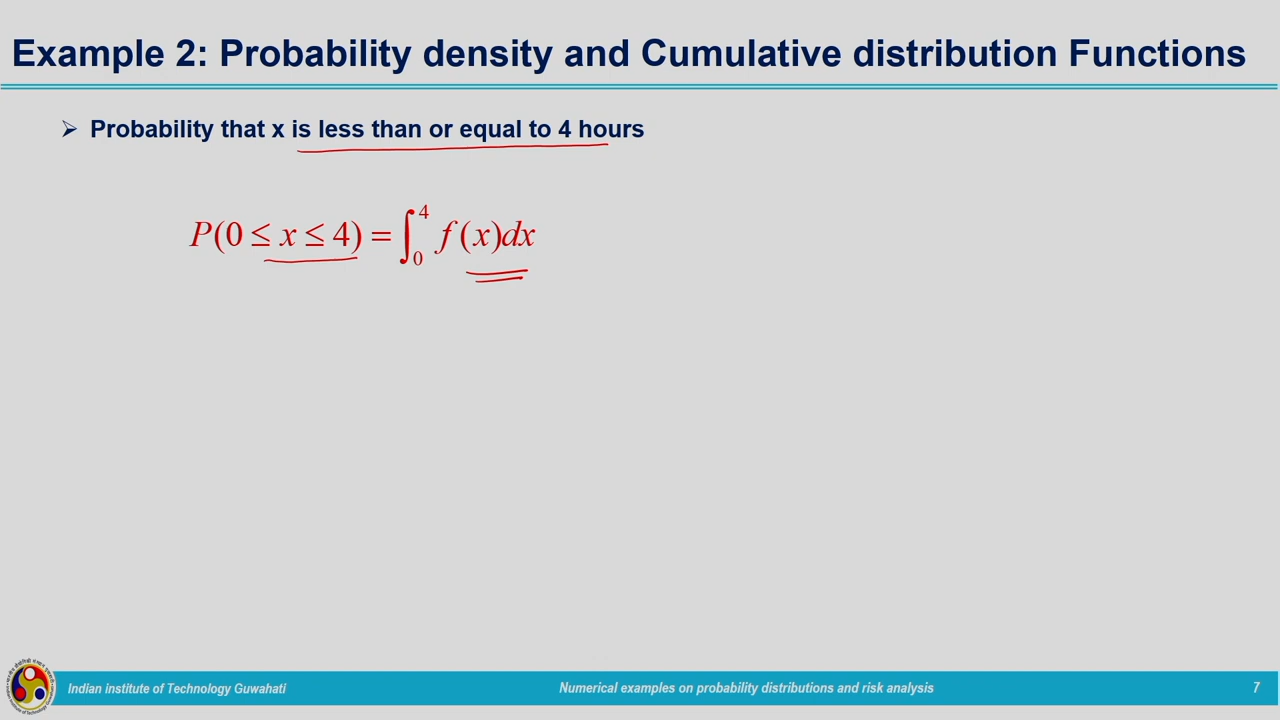 Example 2: Probability density and Cumulative distribution Functions
➢ Probability that x is less than or equal to 4 hours
P(0 ≤ x ≤ 4) = ∫₀⁴ f(x)dx
Indian institute of Technology Guwahati
Numerical examples on probability distributions and risk analysis
7